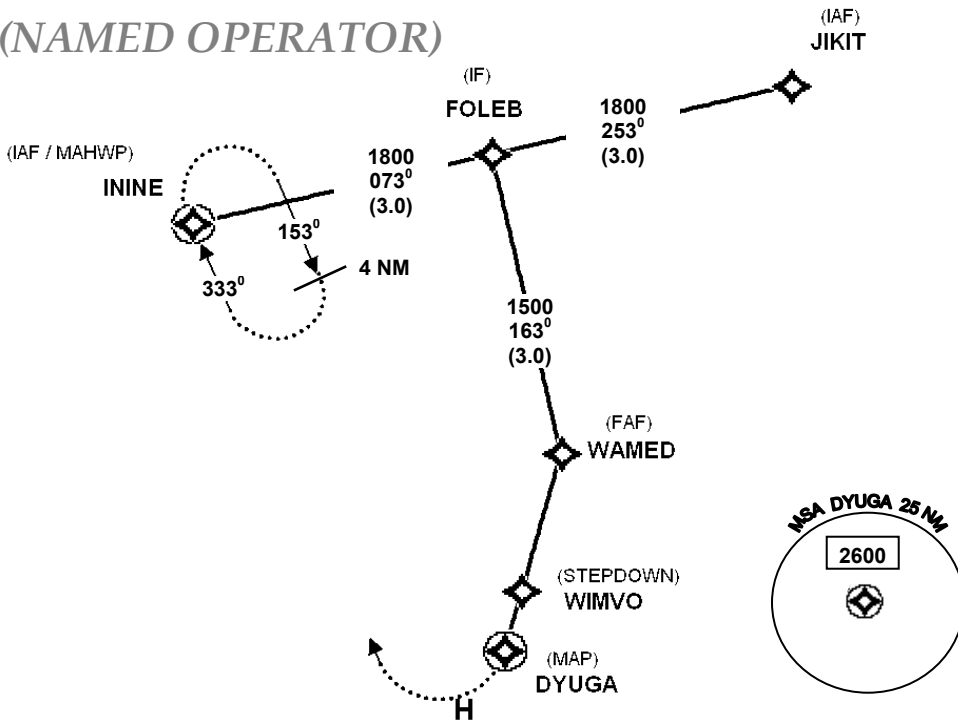 (NAMED OPERATOR)
(IAF)
JIKIT
(IF)
FOLEB
1800
253⁰
(3.0)
(IAF / MAHWP)
ININE
1800
073⁰
(3.0)
153⁰
4 NM
333⁰
1500
163⁰
(3.0)
(FAF)
WAMED
MSA DYUGA 25 NM
2600
(STEPDOWN)
WIMVO
(MAP)
DYUGA
H